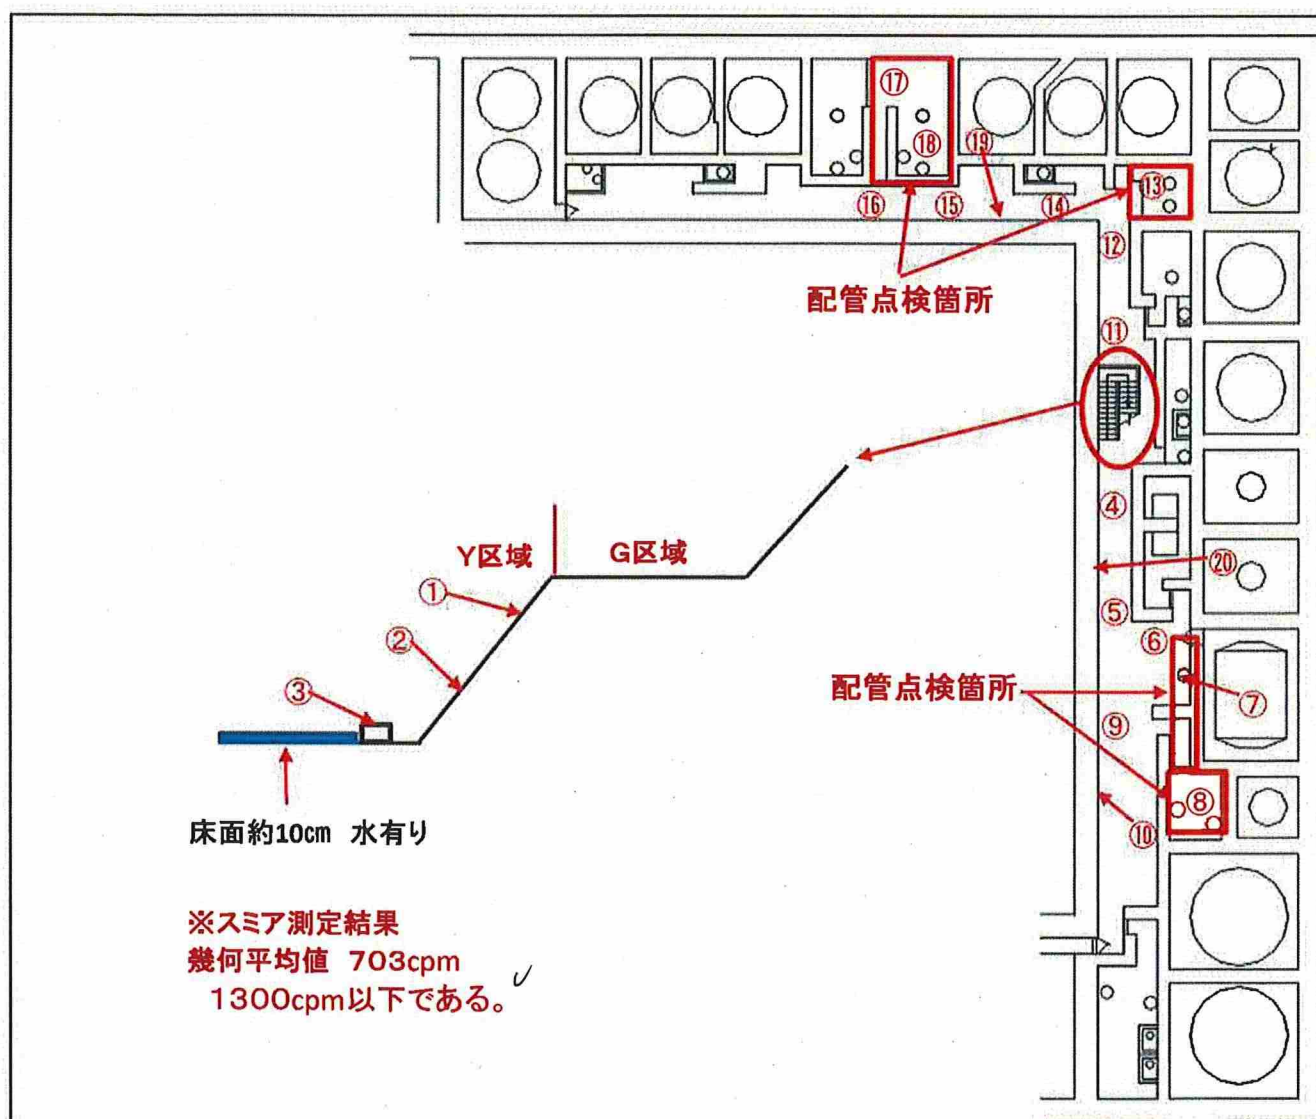 ⑰
⑱
⑲
⑬
⑯
⑮
⑭
⑫
配管点検箇所
⑪
④
Y区域
G区域
⑳
①
⑤
②
⑥
③
配管点検箇所
⑦
⑨
⑧
床面約10㎝ 水有り
⑩
※スミア測定結果
幾何平均値 703cpm
1300cpm以下である。